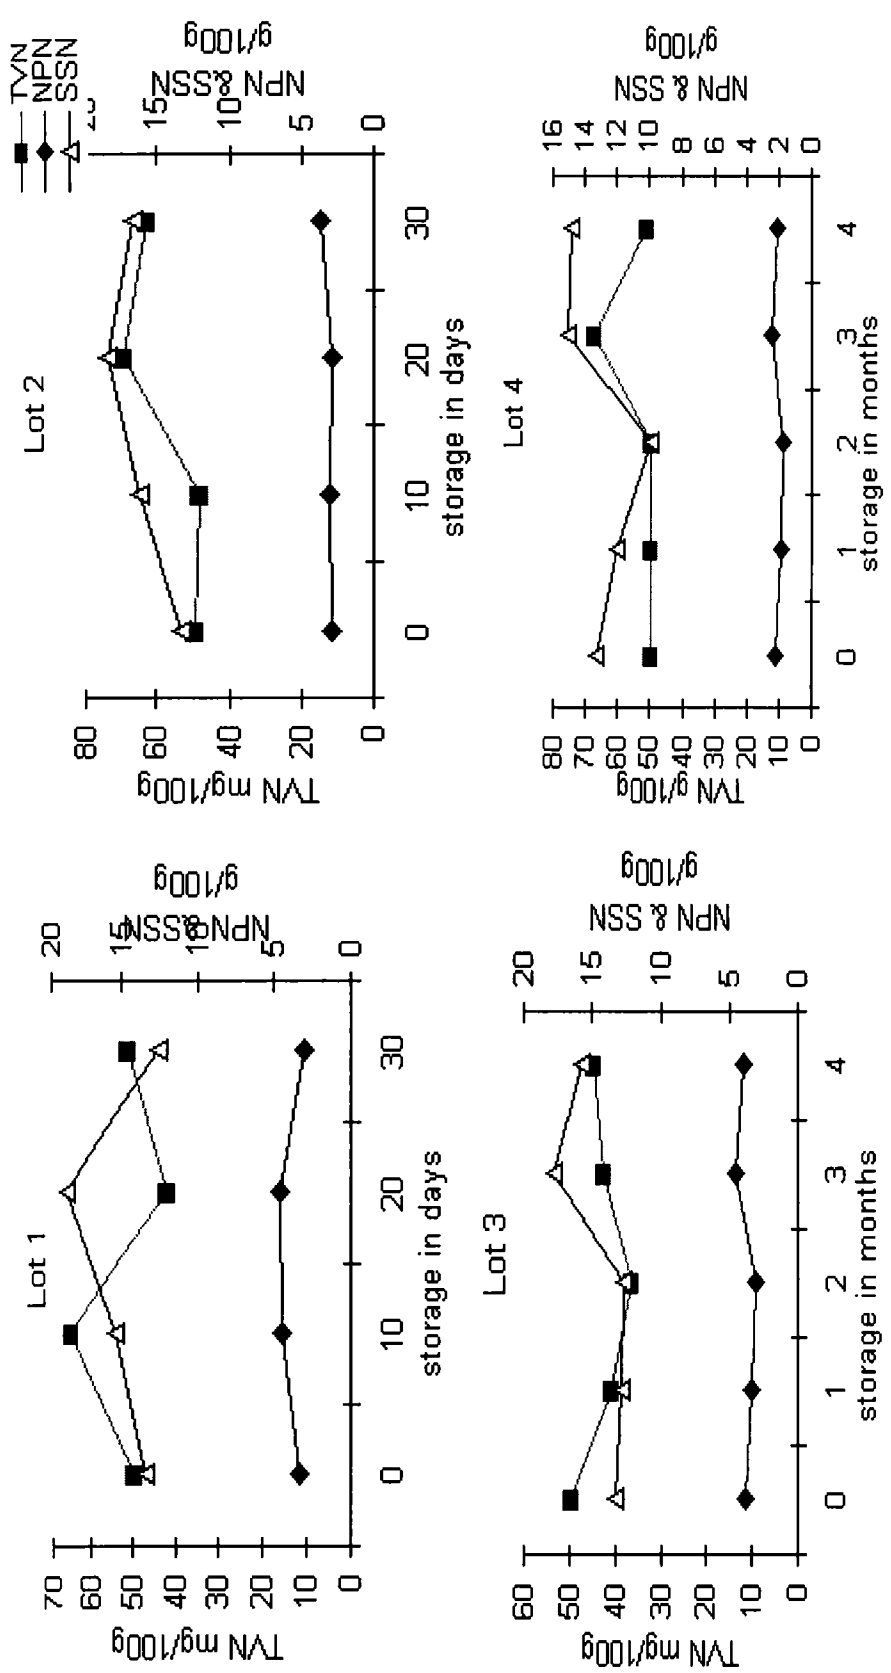 TVN
NPN
SSN
Lot 1
TVN mg/100g
70
60
50
40
30
20
10
0
20
15
10
5
0
NPN & SSN
g/100g
0 10 20 30
storage in days
Lot 2
TVN mg/100g
80
60
40
20
0
20
15
10
5
0
NPN & SSN
g/100g
0 10 20 30
storage in days
Lot 3
TVN mg/100g
60
50
40
30
20
10
0
20
15
10
5
0
NPN & SSN
g/100g
0 1 2 3 4
storage in months
Lot 4
TVN g/100g
80
70
60
50
40
30
20
10
0
16
14
12
10
8
6
4
2
0
NPN & SSN
g/100g
0 1 2 3 4
storage in months